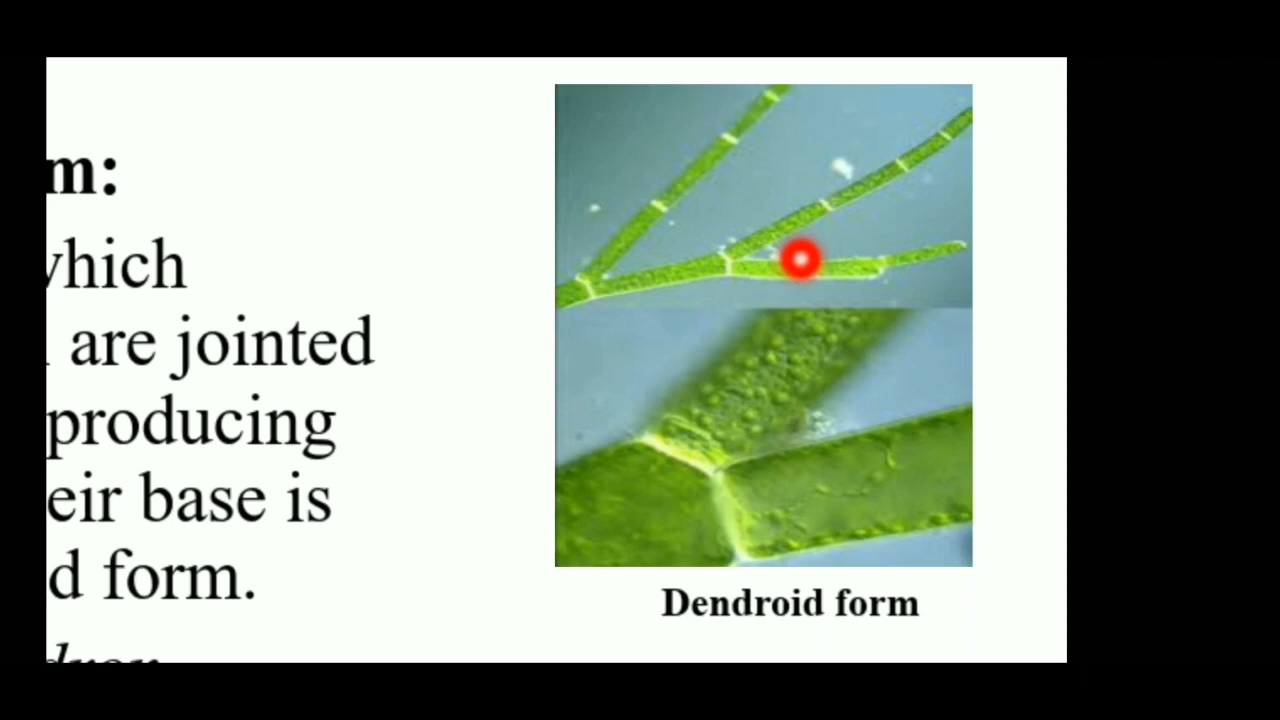 m:
which
are jointed
producing
eir base is
d form.
Dendroid form